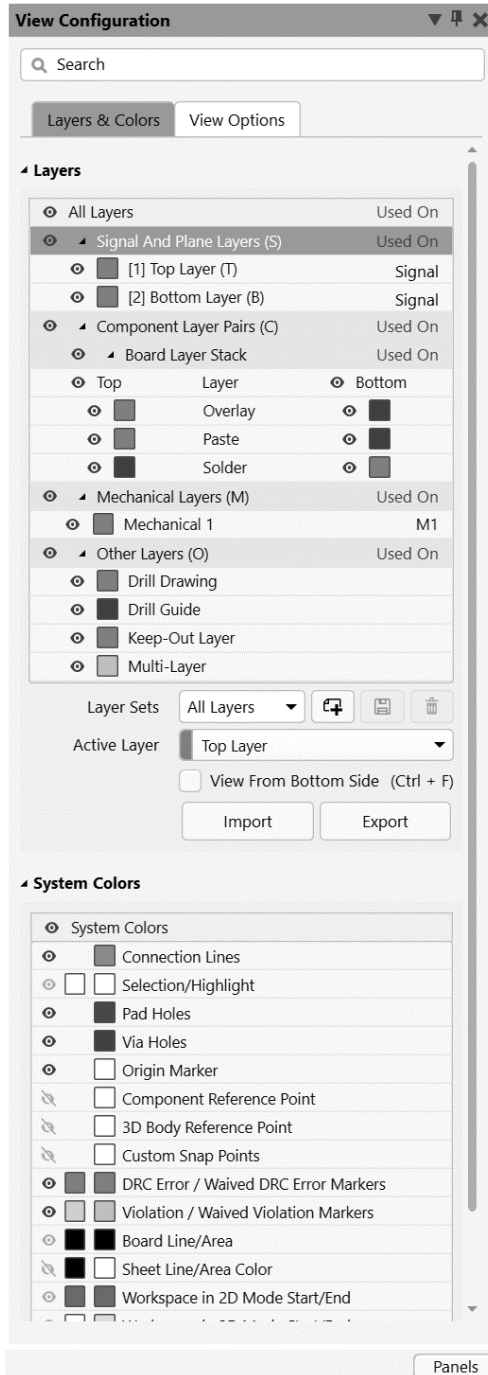 View Configuration
Search
Layers & Colors View Options
Layers
All Layers Used On
Signal And Plane Layers (S) Used On
[1] Top Layer (T) Signal
[2] Bottom Layer (B) Signal
Component Layer Pairs (C) Used On
Board Layer Stack Used On
Top Layer Bottom
Overlay
Paste
Solder
Mechanical Layers (M) Used On
Mechanical 1 M1
Other Layers (O) Used On
Drill Drawing
Drill Guide
Keep-Out Layer
Multi-Layer
Layer Sets All Layers
Active Layer Top Layer
View From Bottom Side (Ctrl + F)
Import Export
System Colors
System Colors
Connection Lines
Selection/Highlight
Pad Holes
Via Holes
Origin Marker
Component Reference Point
3D Body Reference Point
Custom Snap Points
DRC Error / Waived DRC Error Markers
Violation / Waived Violation Markers
Board Line/Area
Sheet Line/Area Color
Workspace in 2D Mode Start/End
Panels